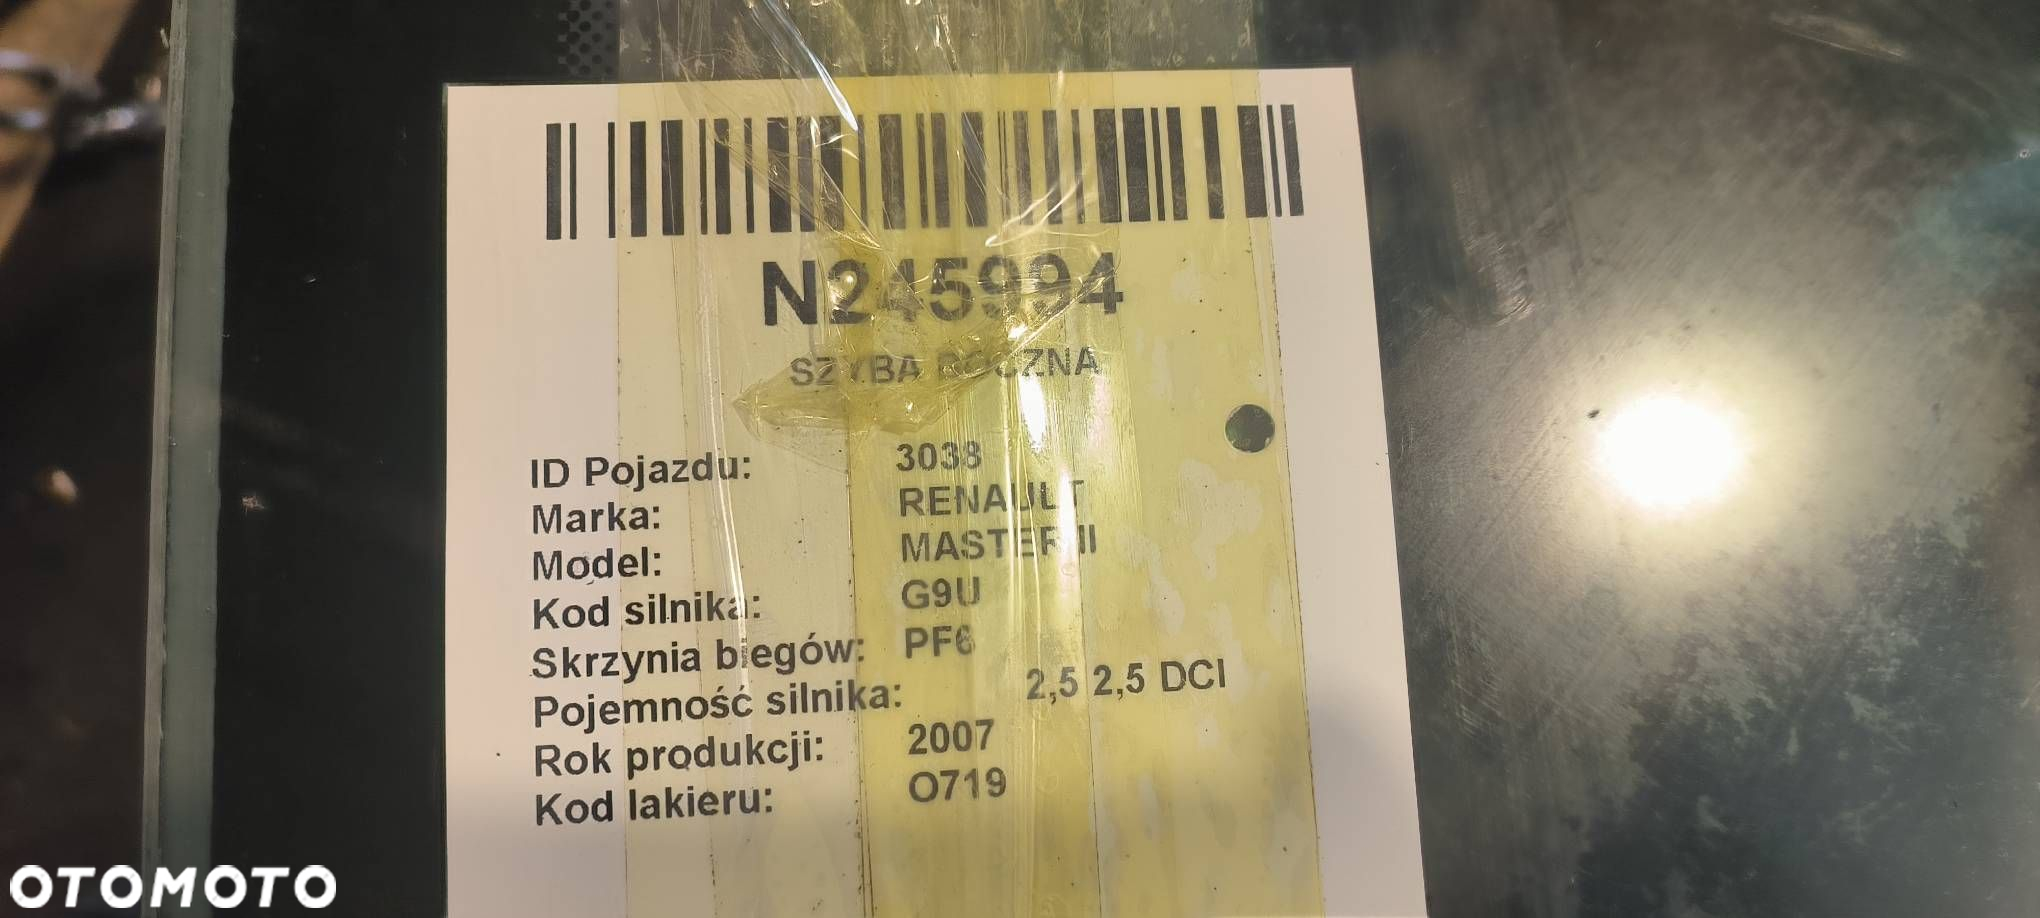 N245994
SZYBA BOCZNA
ID Pojazdu: 3038
Marka: RENAULT
Model: MASTER II
Kod silnika: G9U
Skrzynia biegów: PF6
Pojemność silnika: 2,5 2,5 DCI
Rok produkcji: 2007
Kod lakieru: O719
OTOMOTO